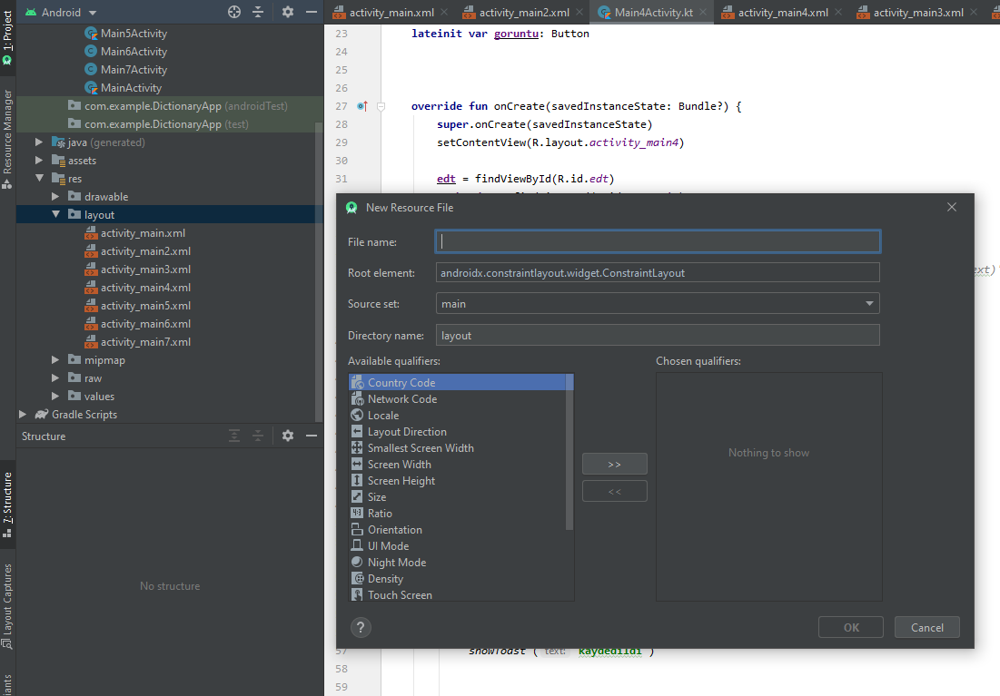 Android
activity_main.xml
activity_main2.xml
Main4Activity.kt
activity_main4.xml
activity_main3.xml
1: Project
Resource Manager
7: Structure
Layout Captures
Main5Activity
Main6Activity
Main7Activity
MainActivity
com.example.DictionaryApp (androidTest)
com.example.DictionaryApp (test)
java (generated)
assets
res
drawable
layout
activity_main.xml
activity_main2.xml
activity_main3.xml
activity_main4.xml
activity_main5.xml
activity_main6.xml
activity_main7.xml
mipmap
raw
values
Gradle Scripts
Structure
No structure
23 lateinit var goruntu: Button
24
25
26
27 override fun onCreate(savedInstanceState: Bundle?) {
28 super.onCreate(savedInstanceState)
29 setContentView(R.layout.activity_main4)
30
31 edt = findViewById(R.id.edt)
New Resource File
File name:
Root element: androidx.constraintlayout.widget.ConstraintLayout
Source set: main
Directory name: layout
Available qualifiers:
Chosen qualifiers:
Country Code
Network Code
Locale
Layout Direction
Smallest Screen Width
Screen Width
Screen Height
Size
Ratio
Orientation
UI Mode
Night Mode
Density
Touch Screen
>>
<<
Nothing to show
?
OK
Cancel
57 showToast ( text: "kaydedildi")
58
59